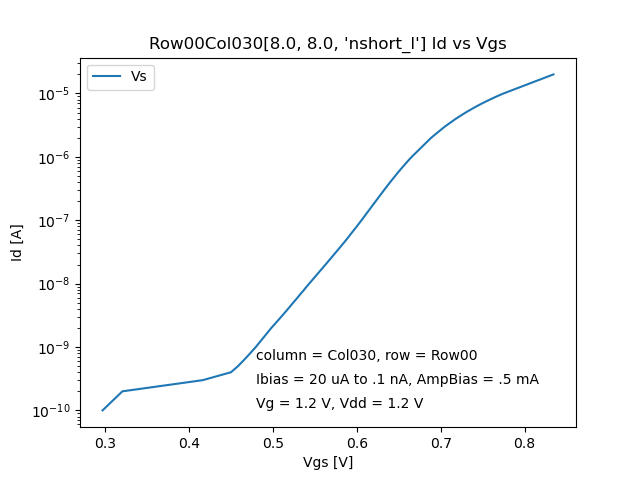 Row00Col030[8.0, 8.0, 'nshort_l'] Id vs Vgs
Vs
10⁻⁵
10⁻⁶
10⁻⁷
10⁻⁸
10⁻⁹
10⁻¹⁰
Id [A]
column = Col030, row = Row00
Ibias = 20 uA to .1 nA, AmpBias = .5 mA
Vg = 1.2 V, Vdd = 1.2 V
0.3 0.4 0.5 0.6 0.7 0.8
Vgs [V]